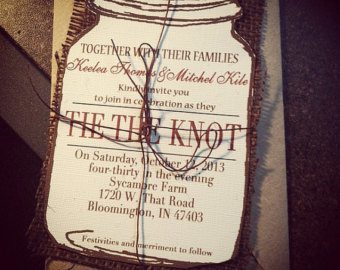 TOGETHER WITH THEIR FAMILIES
Keelea Thomas & Mitchel Kile
Kindly invite you
to join in celebration as they
TIE THE KNOT
On Saturday, October 12, 2013
four-thirty in the evening
Sycamore Farm
1720 W. That Road
Bloomington, IN 47403
Festivities and merriment to follow